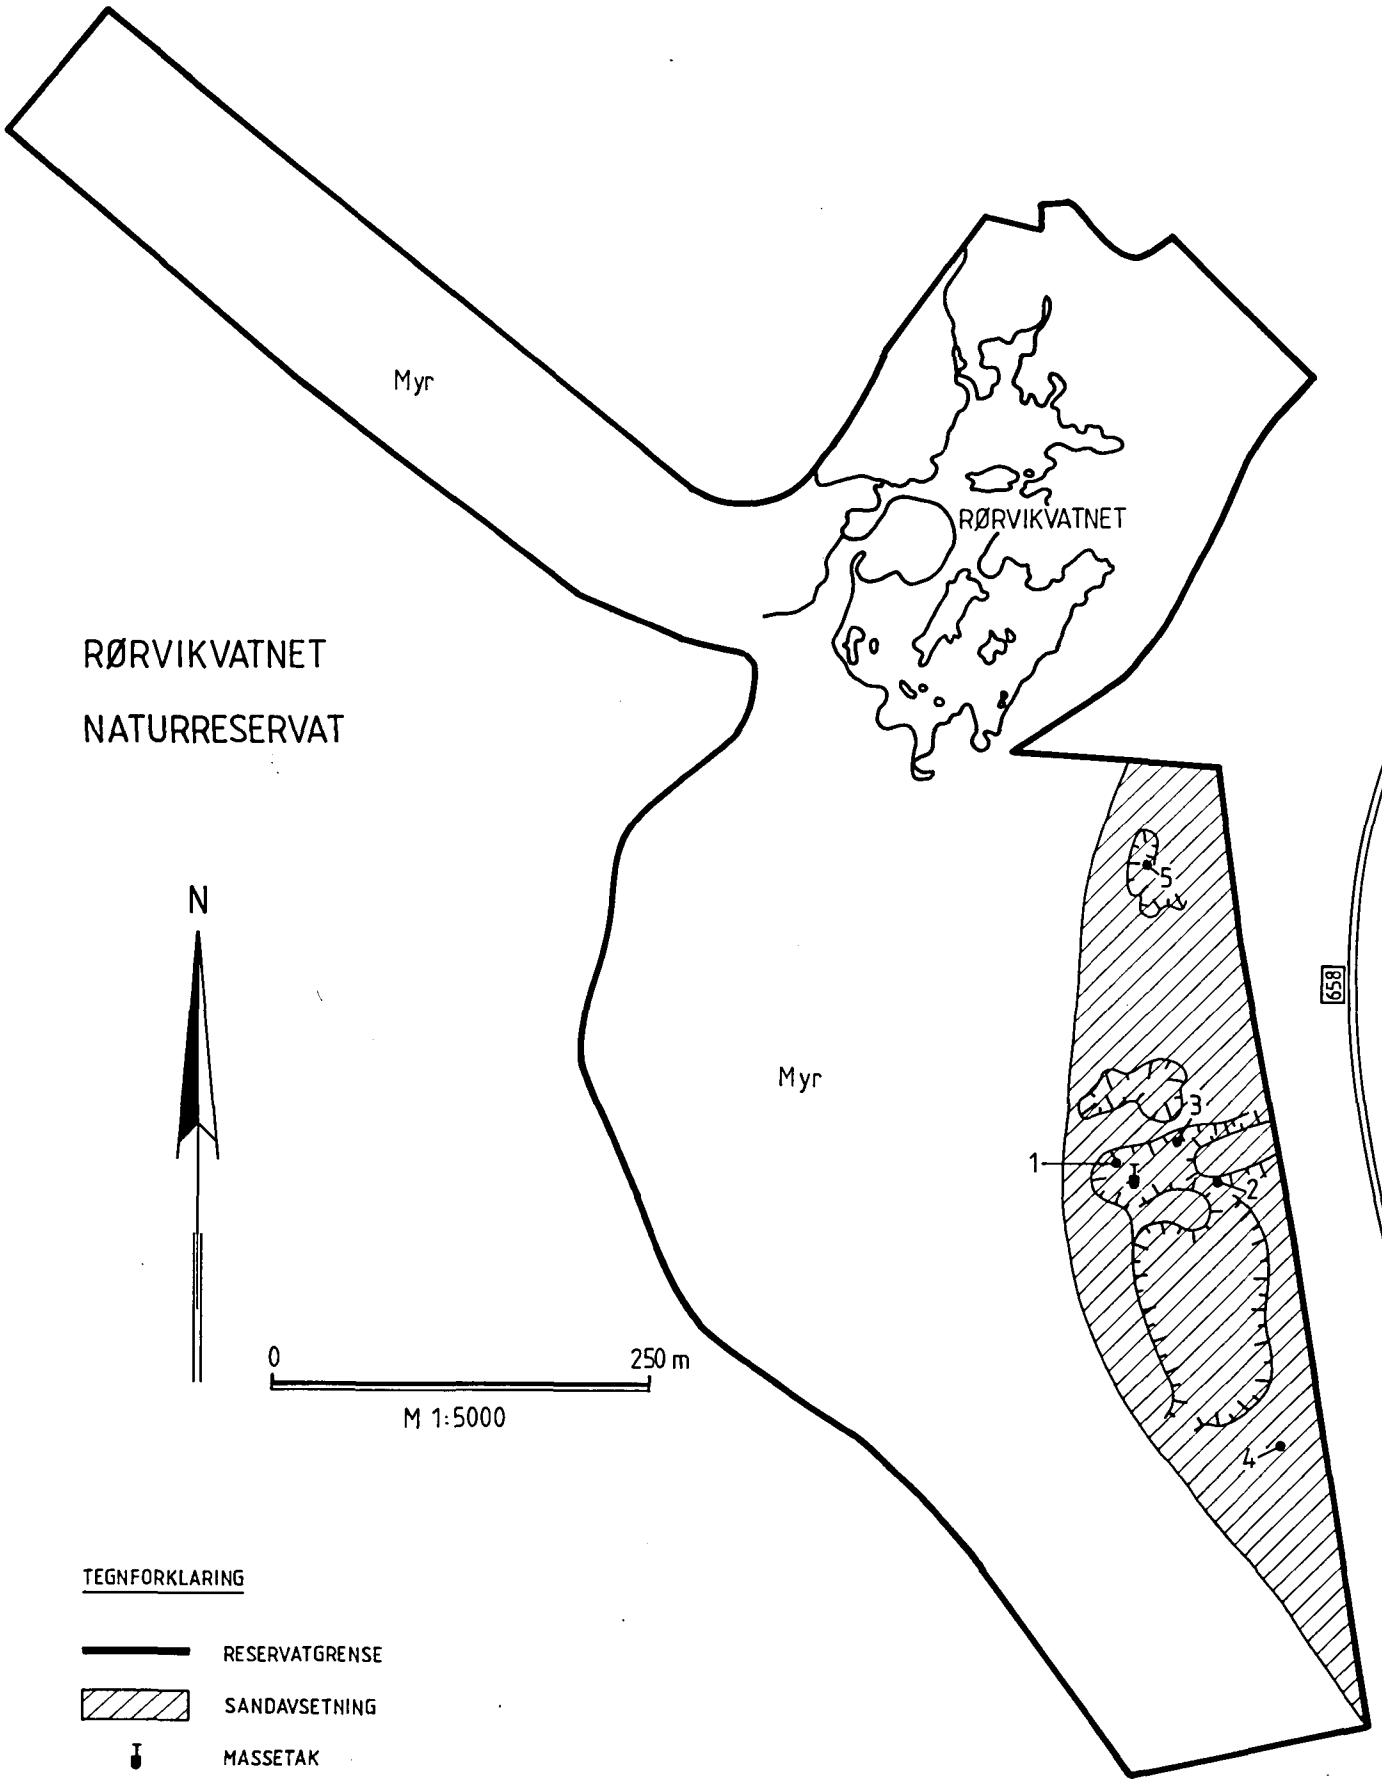 Myr
RØRVIKVATNET
RØRVIKVATNET
NATURRESERVAT
5
N
658
Myr
3
1
2
0
250 m
M 1:5000
4
TEGNFORKLARING
RESERVATGRENSE
SANDAVSETNING
MASSETAK